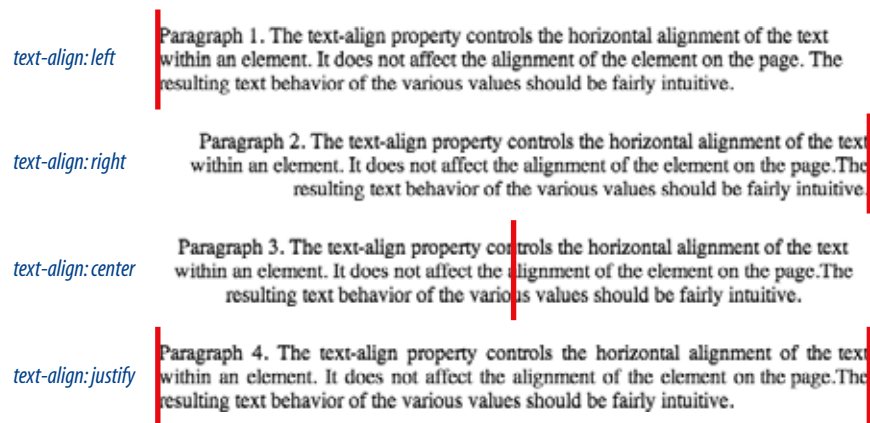 text-align: left
Paragraph 1. The text-align property controls the horizontal alignment of the text
within an element. It does not affect the alignment of the element on the page. The
resulting text behavior of the various values should be fairly intuitive.
text-align: right
Paragraph 2. The text-align property controls the horizontal alignment of the text
within an element. It does not affect the alignment of the element on the page.The
resulting text behavior of the various values should be fairly intuitive.
text-align: center
Paragraph 3. The text-align property controls the horizontal alignment of the text
within an element. It does not affect the alignment of the element on the page.The
resulting text behavior of the various values should be fairly intuitive.
text-align: justify
Paragraph 4. The text-align property controls the horizontal alignment of the text
within an element. It does not affect the alignment of the element on the page.The
resulting text behavior of the various values should be fairly intuitive.